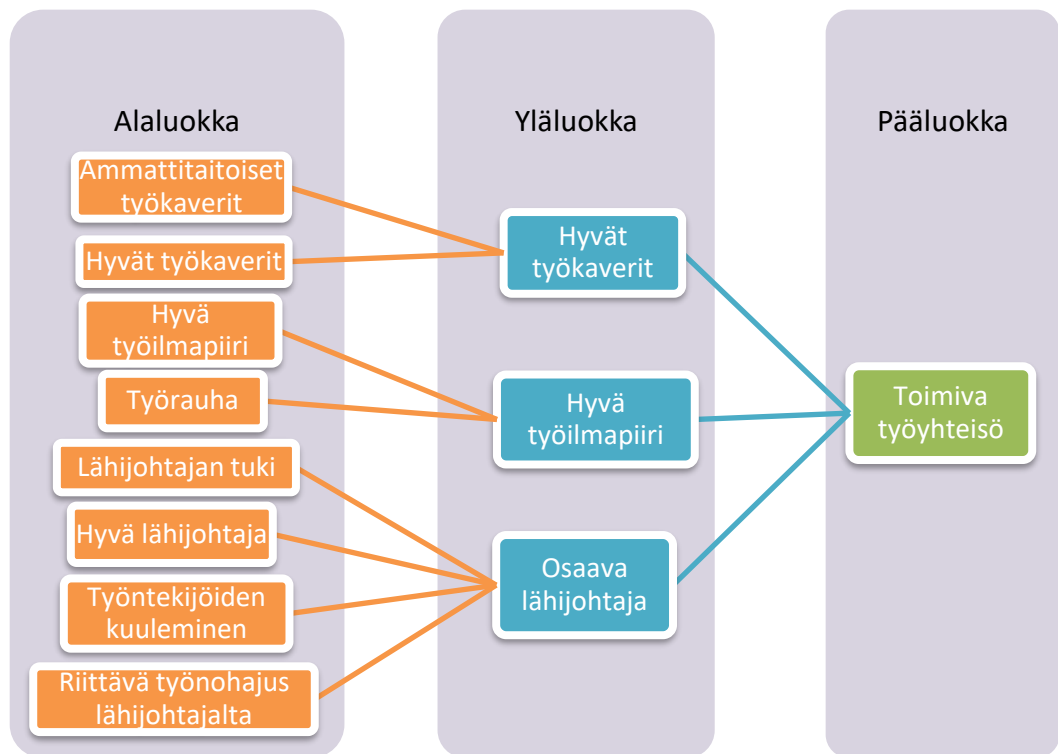 Alaluokka
Ammattitaitoiset
työkaverit
Hyvät työkaverit
Hyvä
työilmapiiri
Työrauha
Lähijohtajan tuki
Hyvä lähijohtaja
Työntekijöiden
kuuleminen
Riittävä työnohajus
lähijohtajalta
Yläluokka
Hyvät
työkaverit
Hyvä
työilmapiiri
Osaava
lähijohtaja
Pääluokka
Toimiva
työyhteisö